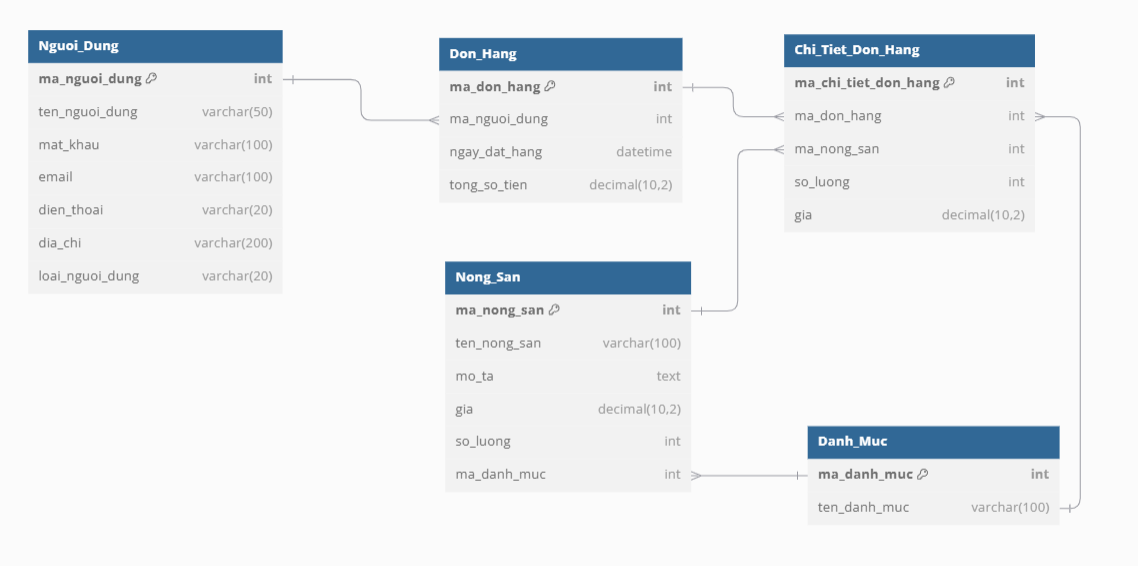 Nguoi_Dung
ma_nguoi_dung int
ten_nguoi_dung varchar(50)
mat_khau varchar(100)
email varchar(100)
dien_thoai varchar(20)
dia_chi varchar(200)
loai_nguoi_dung varchar(20)
Don_Hang
ma_don_hang int
ma_nguoi_dung int
ngay_dat_hang datetime
tong_so_tien decimal(10,2)
Chi_Tiet_Don_Hang
ma_chi_tiet_don_hang int
ma_don_hang int
ma_nong_san int
so_luong int
gia decimal(10,2)
Nong_San
ma_nong_san int
ten_nong_san varchar(100)
mo_ta text
gia decimal(10,2)
so_luong int
ma_danh_muc int
Danh_Muc
ma_danh_muc int
ten_danh_muc varchar(100)